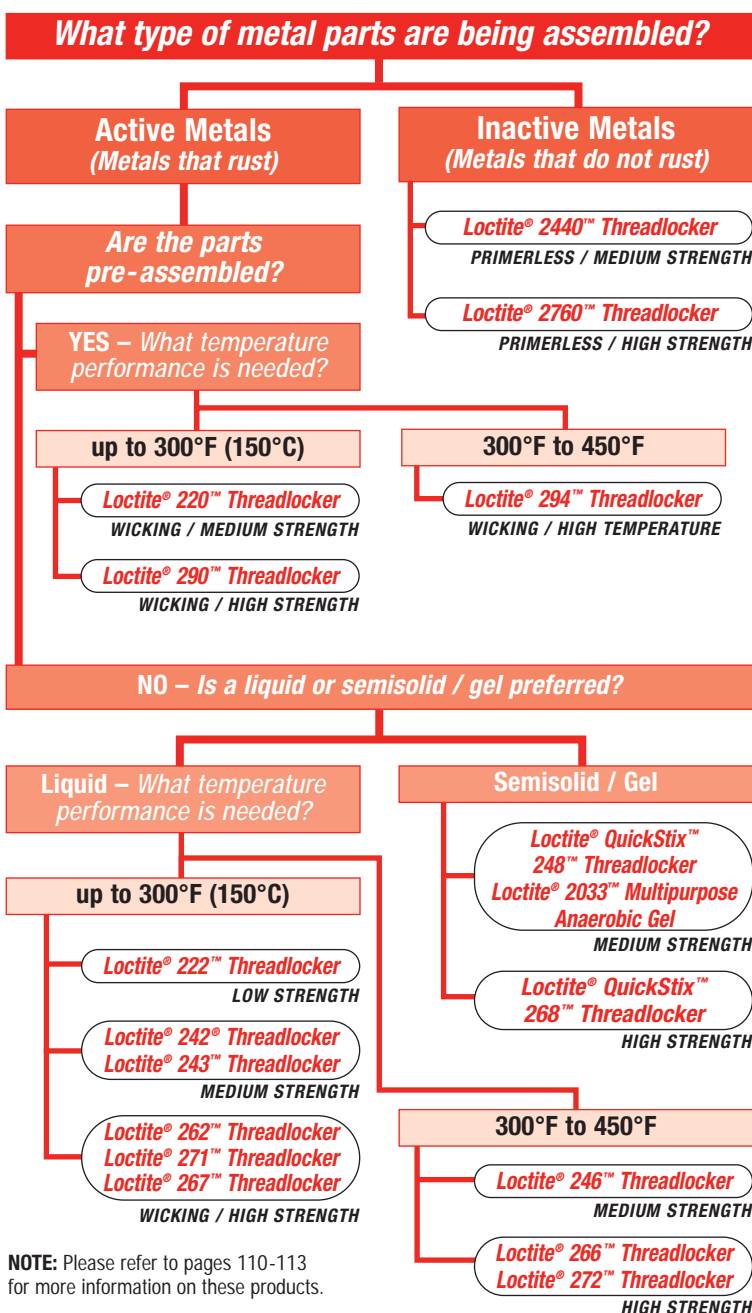 What type of metal parts are being assembled?
Active Metals
(Metals that rust)
Inactive Metals
(Metals that do not rust)
Loctite® 2440™ Threadlocker
PRIMERLESS / MEDIUM STRENGTH
Loctite® 2760™ Threadlocker
PRIMERLESS / HIGH STRENGTH
Are the parts
pre-assembled?
YES – What temperature
performance is needed?
up to 300°F (150°C)
Loctite® 220™ Threadlocker
WICKING / MEDIUM STRENGTH
Loctite® 290™ Threadlocker
WICKING / HIGH STRENGTH
300°F to 450°F
Loctite® 294™ Threadlocker
WICKING / HIGH TEMPERATURE
NO – Is a liquid or semisolid / gel preferred?
Liquid – What temperature
performance is needed?
up to 300°F (150°C)
Loctite® 222™ Threadlocker
LOW STRENGTH
Loctite® 242® Threadlocker
Loctite® 243™ Threadlocker
MEDIUM STRENGTH
Loctite® 262™ Threadlocker
Loctite® 271™ Threadlocker
Loctite® 267™ Threadlocker
WICKING / HIGH STRENGTH
Semisolid / Gel
Loctite® QuickStix™
248™ Threadlocker
Loctite® 2033™ Multipurpose
Anaerobic Gel
MEDIUM STRENGTH
Loctite® QuickStix™
268™ Threadlocker
HIGH STRENGTH
300°F to 450°F
Loctite® 246™ Threadlocker
MEDIUM STRENGTH
Loctite® 266™ Threadlocker
Loctite® 272™ Threadlocker
HIGH STRENGTH
NOTE: Please refer to pages 110-113
for more information on these products.